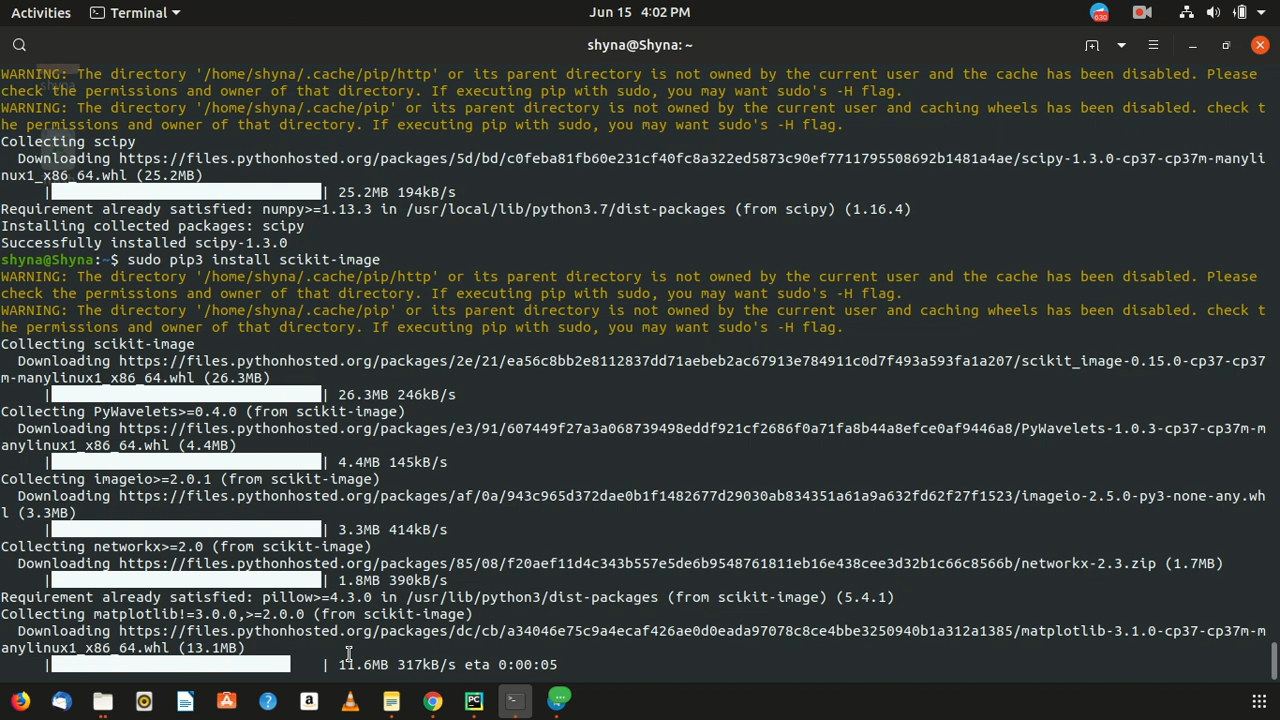 Activities
Terminal
Jun 15 4:02 PM
630
shyna@Shyna: ~
WARNING: The directory '/home/shyna/.cache/pip/http' or its parent directory is not owned by the current user and the cache has been disabled. Please
check the permissions and owner of that directory. If executing pip with sudo, you may want sudo's -H flag.
WARNING: The directory '/home/shyna/.cache/pip' or its parent directory is not owned by the current user and caching wheels has been disabled. check t
he permissions and owner of that directory. If executing pip with sudo, you may want sudo's -H flag.
Collecting scipy
Downloading https://files.pythonhosted.org/packages/5d/bd/c0feba81fb60e231cf40fc8a322ed5873c90ef7711795508692b1481a4ae/scipy-1.3.0-cp37-cp37m-manyli
nux1_x86_64.whl (25.2MB)
| | 25.2MB 194kB/s
Requirement already satisfied: numpy>=1.13.3 in /usr/local/lib/python3.7/dist-packages (from scipy) (1.16.4)
Installing collected packages: scipy
Successfully installed scipy-1.3.0
shyna@Shyna:~$ sudo pip3 install scikit-image
WARNING: The directory '/home/shyna/.cache/pip/http' or its parent directory is not owned by the current user and the cache has been disabled. Please
check the permissions and owner of that directory. If executing pip with sudo, you may want sudo's -H flag.
WARNING: The directory '/home/shyna/.cache/pip' or its parent directory is not owned by the current user and caching wheels has been disabled. check t
he permissions and owner of that directory. If executing pip with sudo, you may want sudo's -H flag.
Collecting scikit-image
Downloading https://files.pythonhosted.org/packages/2e/21/ea56c8bb2e8112837dd71aebeb2ac67913e784911c0d7f493a593fa1a207/scikit_image-0.15.0-cp37-cp37
m-manylinux1_x86_64.whl (26.3MB)
| | 26.3MB 246kB/s
Collecting PyWavelets>=0.4.0 (from scikit-image)
Downloading https://files.pythonhosted.org/packages/e3/91/607449f27a3a068739498eddf921cf2686f0a71fa8b44a8efce0af9446a8/PyWavelets-1.0.3-cp37-cp37m-m
anylinux1_x86_64.whl (4.4MB)
| | 4.4MB 145kB/s
Collecting imageio>=2.0.1 (from scikit-image)
Downloading https://files.pythonhosted.org/packages/af/0a/943c965d372dae0b1f1482677d29030ab834351a61a9a632fd62f27f1523/imageio-2.5.0-py3-none-any.wh
l (3.3MB)
| | 3.3MB 414kB/s
Collecting networkx>=2.0 (from scikit-image)
Downloading https://files.pythonhosted.org/packages/85/08/f20aef11d4c343b557e5de6b9548761811eb16e438cee3d32b1c66c8566b/networkx-2.3.zip (1.7MB)
| | 1.8MB 390kB/s
Requirement already satisfied: pillow>=4.3.0 in /usr/lib/python3/dist-packages (from scikit-image) (5.4.1)
Collecting matplotlib!=3.0.0,>=2.0.0 (from scikit-image)
Downloading https://files.pythonhosted.org/packages/dc/cb/a34046e75c9a4ecaf426ae0d0eada97078c8ce4bbe3250940b1a312a1385/matplotlib-3.1.0-cp37-cp37m-m
anylinux1_x86_64.whl (13.1MB)
| | 11.6MB 317kB/s eta 0:00:05